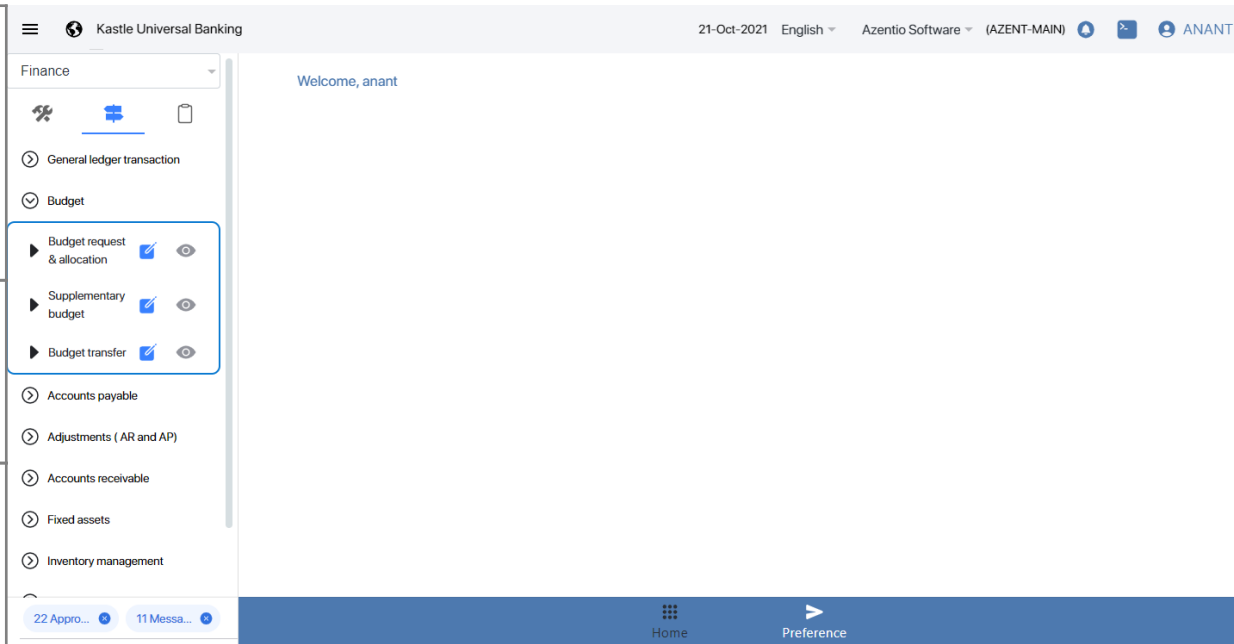 Kastle Universal Banking
21-Oct-2021 English Azentio Software (AZENT-MAIN) ANANT
Finance
Welcome, anant
General ledger transaction
Budget
Budget request
& allocation
Supplementary
budget
Budget transfer
Accounts payable
Adjustments ( AR and AP)
Accounts receivable
Fixed assets
Inventory management
22 Appro... 11 Messa...
Home
Preference